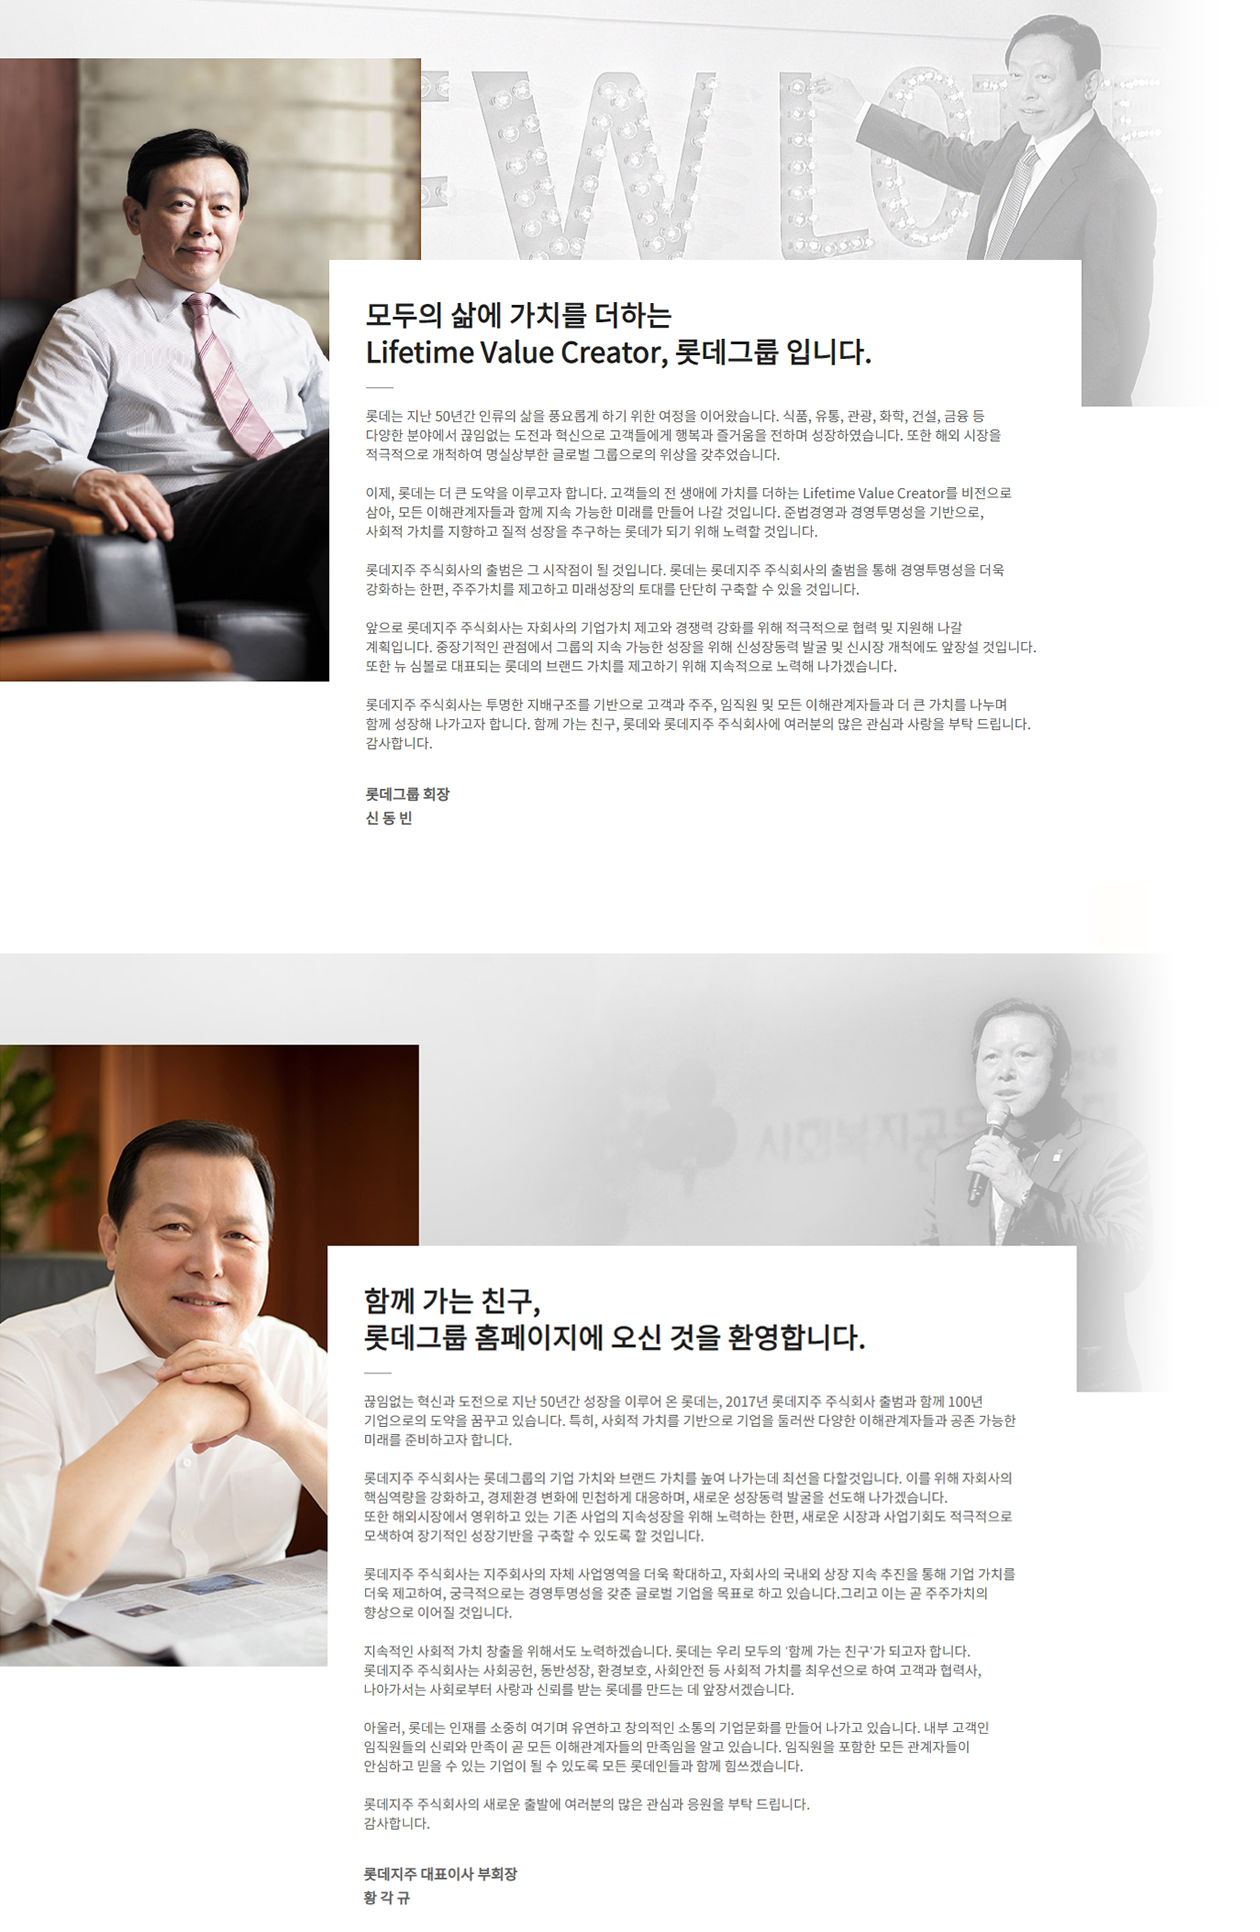 EW LOTTE
모두의 삶에 가치를 더하는
Lifetime Value Creator, 롯데그룹 입니다.
롯데는 지난 50년간 인류의 삶을 풍요롭게 하기 위한 여정을 이어왔습니다. 식품, 유통, 관광, 화학, 건설, 금융 등
다양한 분야에서 끊임없는 도전과 혁신으로 고객들에게 행복과 즐거움을 전하며 성장하였습니다. 또한 해외 시장을
적극적으로 개척하여 명실상부한 글로벌 그룹으로의 위상을 갖추었습니다.
이제, 롯데는 더 큰 도약을 이루고자 합니다. 고객들의 전 생애에 가치를 더하는 Lifetime Value Creator를 비전으로
삼아, 모든 이해관계자들과 함께 지속 가능한 미래를 만들어 나갈 것입니다. 준법경영과 경영투명성을 기반으로,
사회적 가치를 지향하고 질적 성장을 추구하는 롯데가 되기 위해 노력할 것입니다.
롯데지주 주식회사의 출범은 그 시작점이 될 것입니다. 롯데는 롯데지주 주식회사의 출범을 통해 경영투명성을 더욱
강화하는 한편, 주주가치를 제고하고 미래성장의 토대를 단단히 구축할 수 있을 것입니다.
앞으로 롯데지주 주식회사는 자회사의 기업가치 제고와 경쟁력 강화를 위해 적극적으로 협력 및 지원해 나갈
계획입니다. 중장기적인 관점에서 그룹의 지속 가능한 성장을 위해 신성장동력 발굴 및 신시장 개척에도 앞장설 것입니다.
또한 뉴 심볼로 대표되는 롯데의 브랜드 가치를 제고하기 위해 지속적으로 노력해 나가겠습니다.
롯데지주 주식회사는 투명한 지배구조를 기반으로 고객과 주주, 임직원 및 모든 이해관계자들과 더 큰 가치를 나누며
함께 성장해 나가고자 합니다. 함께 가는 친구, 롯데와 롯데지주 주식회사에 여러분의 많은 관심과 사랑을 부탁 드립니다.
감사합니다.
롯데그룹 회장
신 동 빈
사회복지공동
함께 가는 친구,
롯데그룹 홈페이지에 오신 것을 환영합니다.
끊임없는 혁신과 도전으로 지난 50년간 성장을 이루어 온 롯데는, 2017년 롯데지주 주식회사 출범과 함께 100년
기업으로의 도약을 꿈꾸고 있습니다. 특히, 사회적 가치를 기반으로 기업을 둘러싼 다양한 이해관계자들과 공존 가능한
미래를 준비하고자 합니다.
롯데지주 주식회사는 롯데그룹의 기업 가치와 브랜드 가치를 높여 나가는데 최선을 다할것입니다. 이를 위해 자회사의
핵심역량을 강화하고, 경제환경 변화에 민첩하게 대응하며, 새로운 성장동력 발굴을 선도해 나가겠습니다.
또한 해외시장에서 영위하고 있는 기존 사업의 지속성장을 위해 노력하는 한편, 새로운 시장과 사업기회도 적극적으로
모색하여 장기적인 성장기반을 구축할 수 있도록 할 것입니다.
롯데지주 주식회사는 지주회사의 자체 사업영역을 더욱 확대하고, 자회사의 국내외 상장 지속 추진을 통해 기업 가치를
더욱 제고하여, 궁극적으로는 경영투명성을 갖춘 글로벌 기업을 목표로 하고 있습니다.그리고 이는 곧 주주가치의
향상으로 이어질 것입니다.
지속적인 사회적 가치 창출을 위해서도 노력하겠습니다. 롯데는 우리 모두의 '함께 가는 친구'가 되고자 합니다.
롯데지주 주식회사는 사회공헌, 동반성장, 환경보호, 사회안전 등 사회적 가치를 최우선으로 하여 고객과 협력사,
나아가서는 사회로부터 사랑과 신뢰를 받는 롯데를 만드는 데 앞장서겠습니다.
아울러, 롯데는 인재를 소중히 여기며 유연하고 창의적인 소통의 기업문화를 만들어 나가고 있습니다. 내부 고객인
임직원들의 신뢰와 만족이 곧 모든 이해관계자들의 만족임을 알고 있습니다. 임직원을 포함한 모든 관계자들이
안심하고 믿을 수 있는 기업이 될 수 있도록 모든 롯데인들과 함께 힘쓰겠습니다.
롯데지주 주식회사의 새로운 출발에 여러분의 많은 관심과 응원을 부탁 드립니다.
감사합니다.
롯데지주 대표이사 부회장
황 각 규